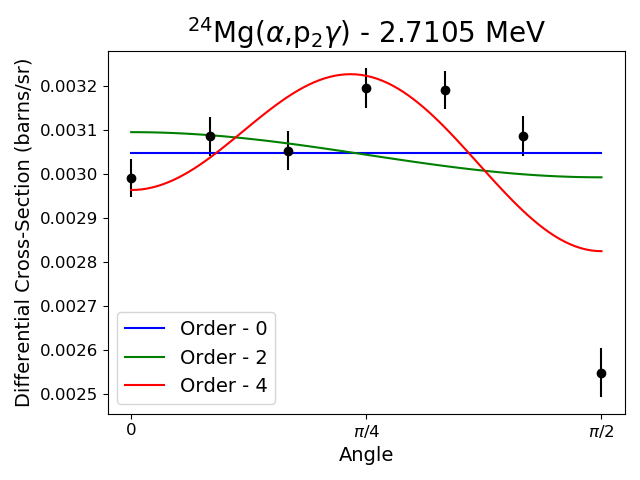 ²⁴Mg(α,p₂γ) - 2.7105 MeV
Differential Cross-Section (barns/sr)
0.0032
0.0031
0.0030
0.0029
0.0028
0.0027
0.0026
0.0025
Order - 0
Order - 2
Order - 4
0 π/4 π/2
Angle